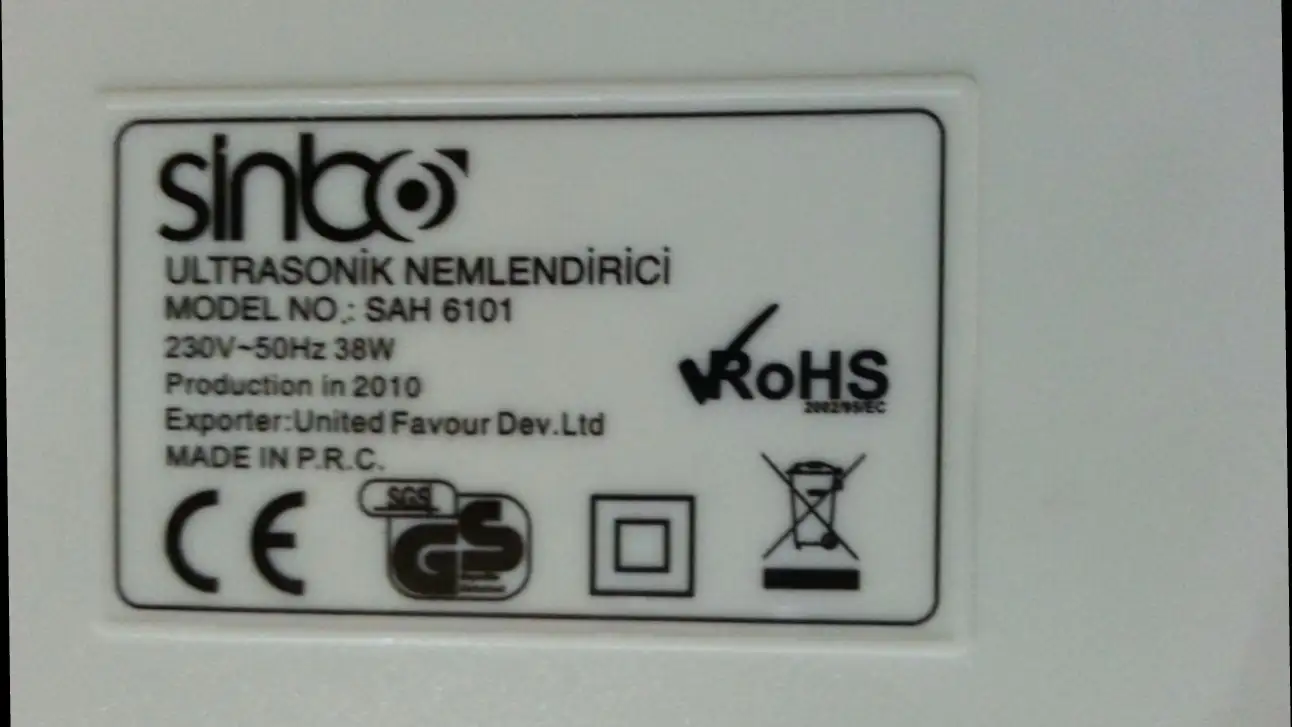 sinbo
ULTRASONİK NEMLENDİRİCİ
MODEL NO.: SAH 6101
230V~50Hz 38W
Production in 2010
Exporter:United Favour Dev.Ltd
MADE IN P.R.C.
RoHS
2002/95/EC
CE
SGS
GS